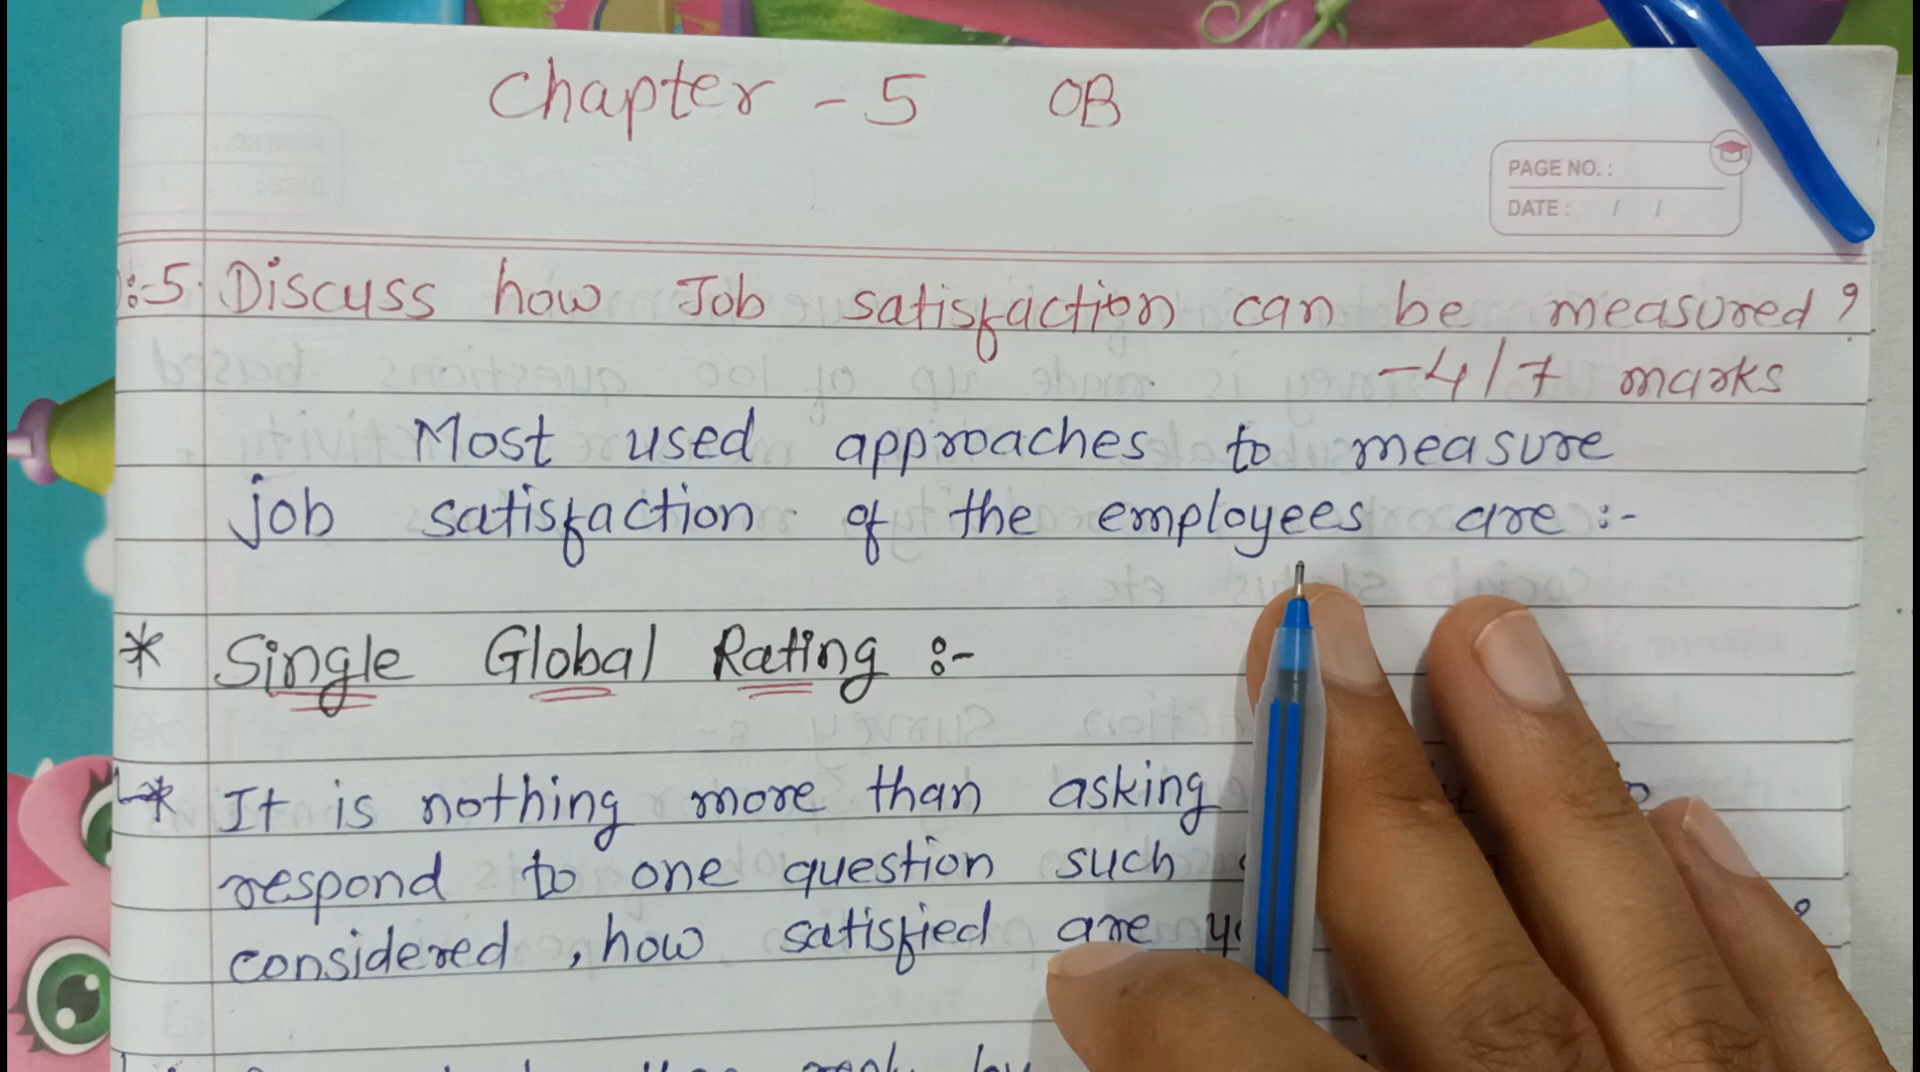 Chapter - 5 OB
PAGE NO. :
DATE : / /
:-5. Discuss how Job satisfaction can be measured?
-4/7 marks
Most used approaches to measure
job satisfaction of the employees are :-
* Single Global Rating :-
* It is nothing more than asking
respond to one question such
considered, how satisfied are ?
reply by